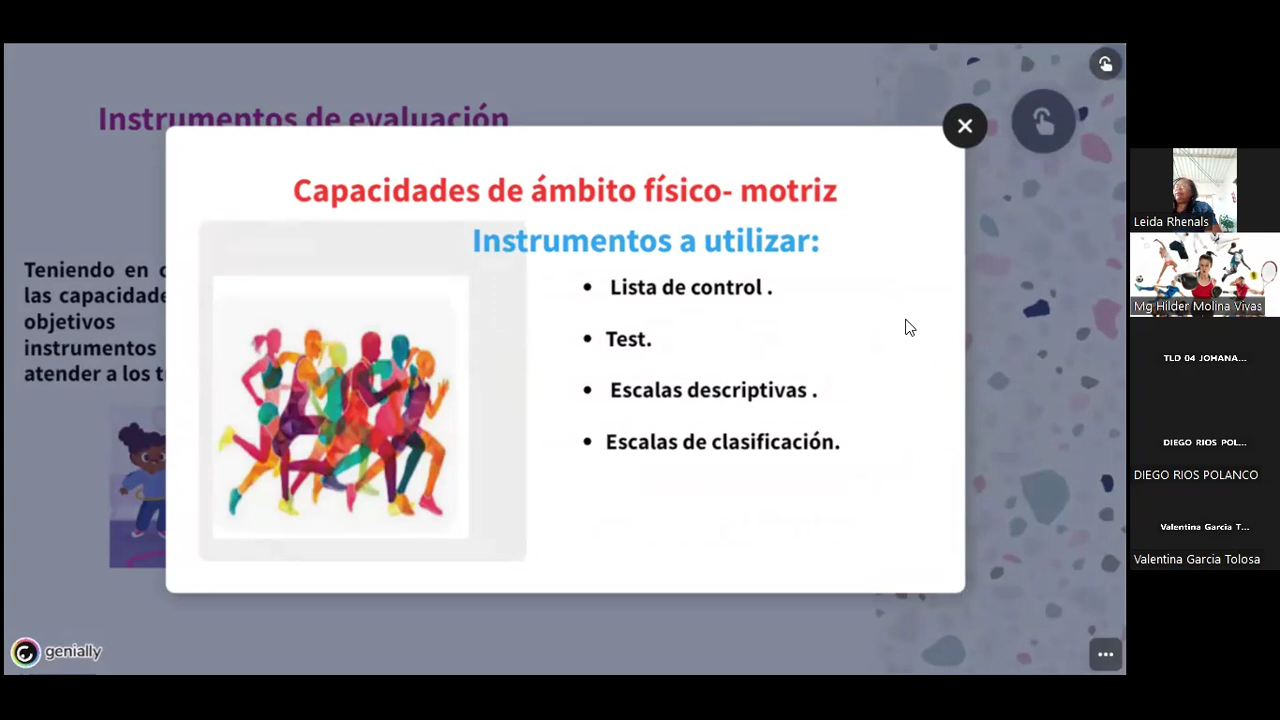 Instrumentos de evaluación
Capacidades de ámbito físico- motriz
Instrumentos a utilizar:
• Lista de control .
• Test.
• Escalas descriptivas .
• Escalas de clasificación.
Teniendo en
las
objetivos
instrumentos
atender a los
genially
Leida Rhenals
Mg Hilder Molina Vivas
TLD 04 JOHANA...
DIEGO RIOS POL...
DIEGO RIOS POLANCO
Valentina Garcia T...
Valentina Garcia Tolosa